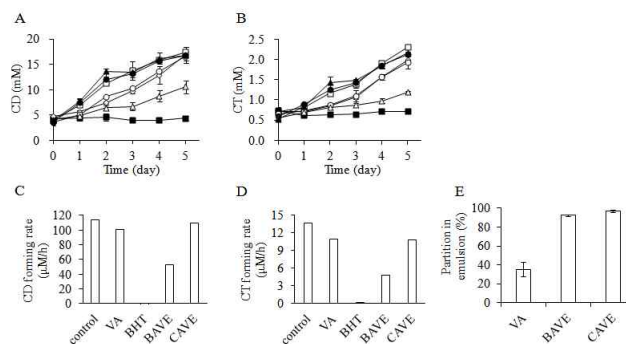 A
CD (mM)
20
15
10
5
0
0 1 2 3 4 5
Time (day)
B
CT (mM)
2.5
2.0
1.5
1.0
0.5
0.0
0 1 2 3 4 5
Time (day)
C
CD forming rate (μM/h)
120
100
80
60
40
20
0
control VA BHT BAVE CAVE
D
CT forming rate (μM/h)
15
12
9
6
3
0
control VA BHT BAVE CAVE
E
Partition in emulsion (%)
100
80
60
40
20
0
VA BAVE CAVE